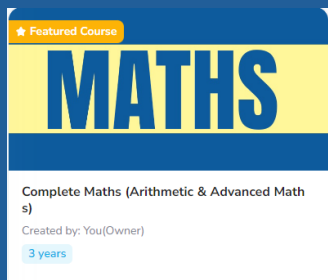 Featured Course
MATHS
Complete Maths (Arithmetic & Advanced Math
s)
Created by: You(Owner)
3 years